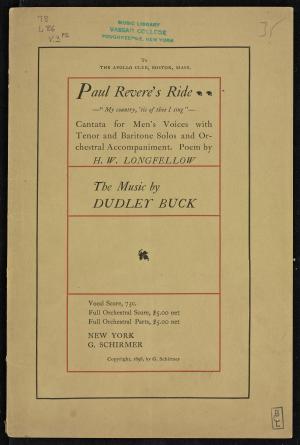 MUSIC LIBRARY
VASSAR COLLEGE
POUGHKEEPSIE, NEW YORK
To
THE APOLLO CLUB, BOSTON, MASS.
Paul Revere's Ride
—"My country, 'tis of thee I sing"—
Cantata for Men's Voices with
Tenor and Baritone Solos and Or-
chestral Accompaniment. Poem by
H. W. LONGFELLOW
The Music by
DUDLEY BUCK
Vocal Score, 75c.
Full Orchestral Score, $5.00 net
Full Orchestral Parts, $5.00 net
NEW YORK
G. SCHIRMER
Copyright, 1898, by G. Schirmer